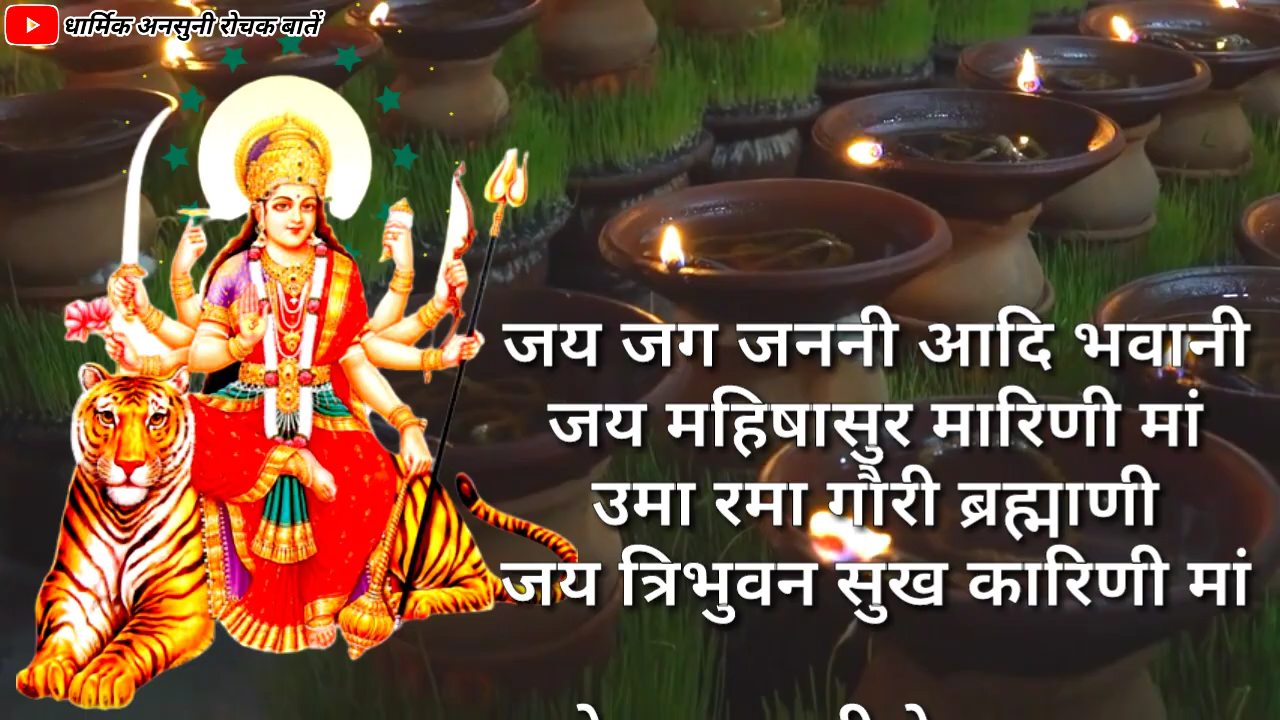 धार्मिक अनसुनी रोचक बातें
जय जग जननी आदि भवानी
जय महिषासुर मारिणी मां
उमा रमा गौरी ब्रह्माणी
जय त्रिभुवन सुख कारिणी मां